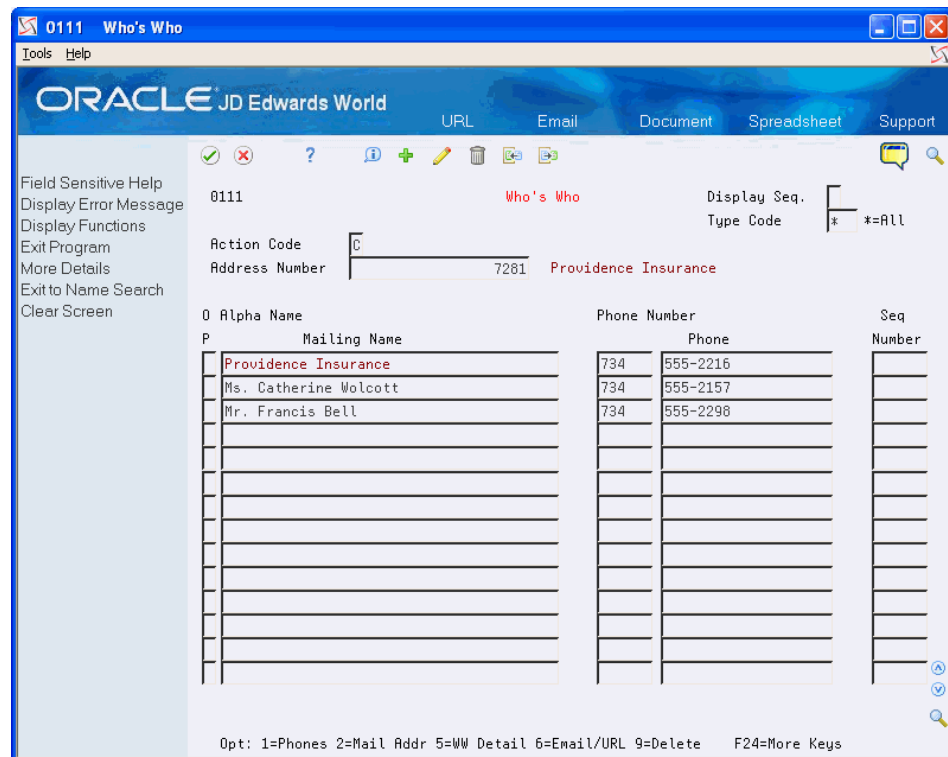 0111 Who's Who
Tools Help
ORACLE JD Edwards World
URL Email Document Spreadsheet Support
?
Field Sensitive Help
Display Error Message
Display Functions
Exit Program
More Details
Exit to Name Search
Clear Screen
0111 Who's Who Display Seq.
Type Code * *=All
Action Code C
Address Number 7281 Providence Insurance
O Alpha Name Phone Number Seq
P Mailing Name Phone Number
Providence Insurance 734 555-2216
Ms. Catherine Wolcott 734 555-2157
Mr. Francis Bell 734 555-2298
Opt: 1=Phones 2=Mail Addr 5=WW Detail 6=Email/URL 9=Delete F24=More Keys